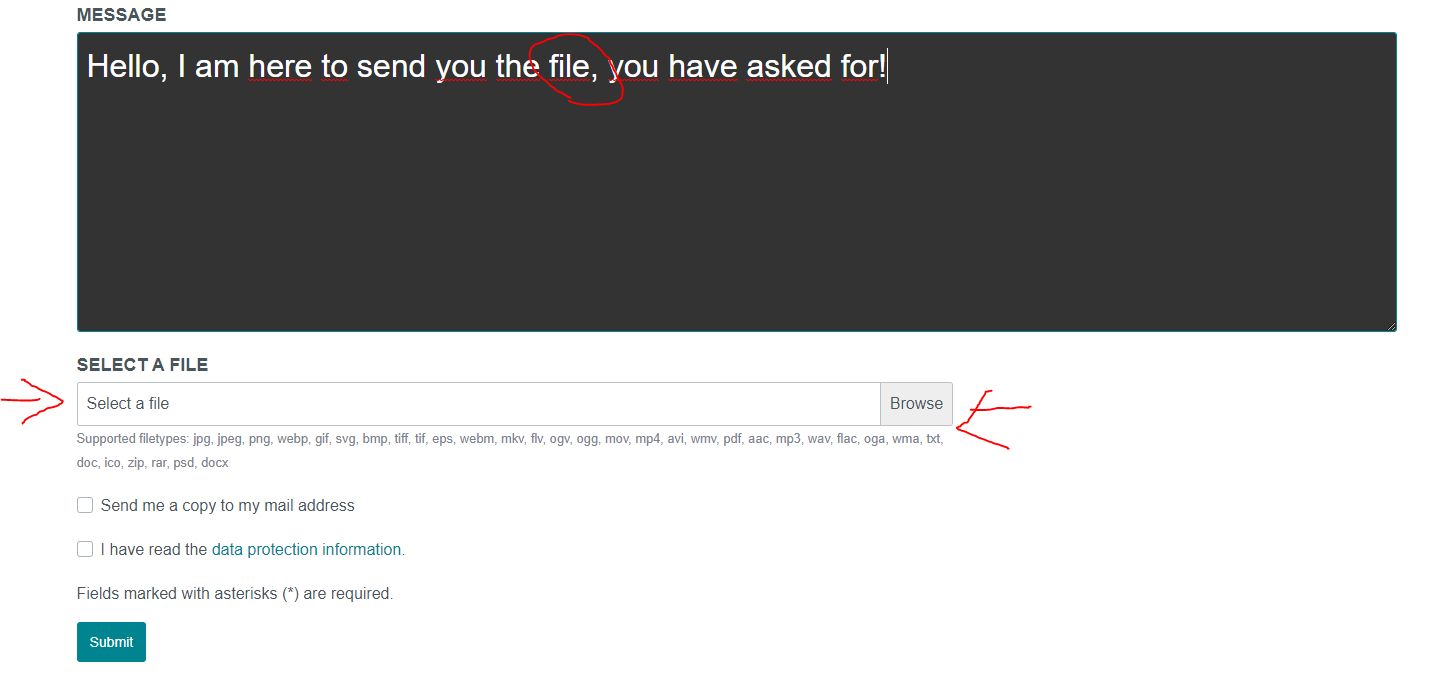 MESSAGE
Hello, I am here to send you the file, you have asked for!
SELECT A FILE
Select a file
Browse
Supported filetypes: jpg, jpeg, png, webp, gif, svg, bmp, tiff, tif, eps, webm, mkv, flv, ogv, ogg, mov, mp4, avi, wmv, pdf, aac, mp3, wav, flac, oga, wma, txt,
doc, ico, zip, rar, psd, docx
Send me a copy to my mail address
I have read the data protection information.
Fields marked with asterisks (*) are required.
Submit